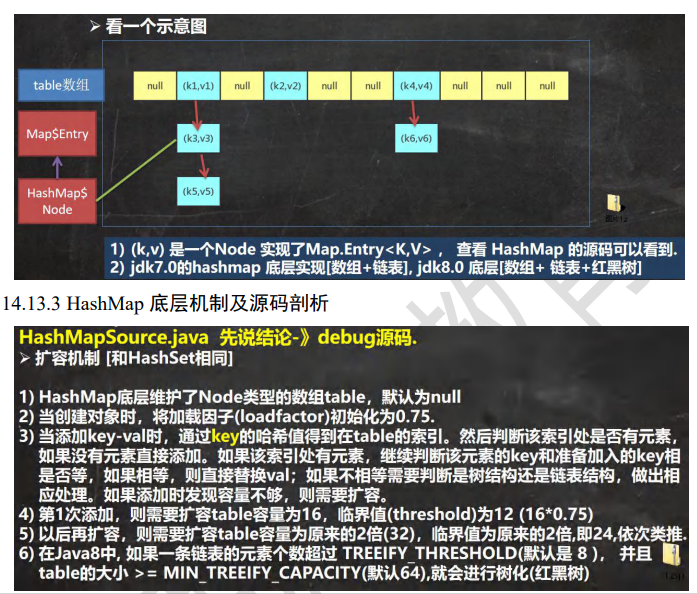 ➢ 看一个示意图
table数组
null (k1,v1) null (k2,v2) null null (k4,v4) null null null
Map$Entry
(k3,v3) (k6,v6)
HashMap$
Node
(k5,v5)
1) (k,v) 是一个Node 实现了Map.Entry<K,V> ， 查看 HashMap 的源码可以看到.
2) jdk7.0的hashmap 底层实现[数组+链表], jdk8.0 底层[数组+ 链表+红黑树]
14.13.3 HashMap 底层机制及源码剖析
HashMapSource.java 先说结论-》debug源码.
➢ 扩容机制 [和HashSet相同]
1) HashMap底层维护了Node类型的数组table，默认为null
2) 当创建对象时，将加载因子(loadfactor)初始化为0.75.
3) 当添加key-val时，通过key的哈希值得到在table的索引。然后判断该索引处是否有元素，
如果没有元素直接添加。如果该索引处有元素，继续判断该元素的key和准备加入的key相
是否等，如果相等，则直接替换val；如果不相等需要判断是树结构还是链表结构，做出相
应处理。如果添加时发现容量不够，则需要扩容。
4) 第1次添加，则需要扩容table容量为16，临界值(threshold)为12 (16*0.75)
5) 以后再扩容，则需要扩容table容量为原来的2倍(32)，临界值为原来的2倍,即24,依次类推.
6) 在Java8中, 如果一条链表的元素个数超过 TREEIFY_THRESHOLD(默认是 8 )， 并且
table的大小 >= MIN_TREEIFY_CAPACITY(默认64),就会进行树化(红黑树)